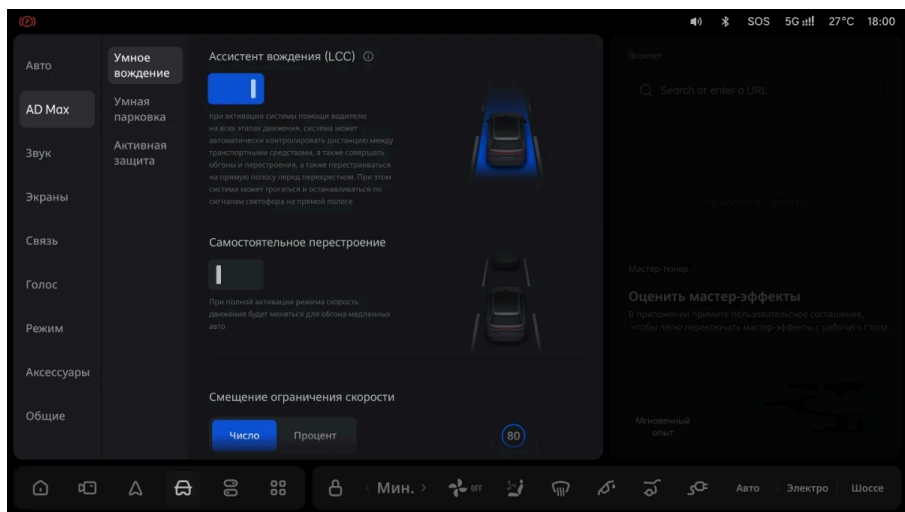 (P)
SOS 5G 27°C 18:00
Авто
AD Max
Звук
Экраны
Связь
Голос
Режим
Аксессуары
Общие
Умное
вождение
Умная
парковка
Активная
защита
Ассистент вождения (LCC)
при активации системы помощи водителю
на всех этапах движения, система может
автоматически контролировать дистанцию между
транспортными средствами, а также совершать
обгоны и перестроения, а также перестраиваться
на прямую полосу перед перекрестком. При этом
система может трогаться и останавливаться по
сигналам светофора на прямой полосе
Самостоятельное перестроение
При полной активации режима скорость
движения будет меняться для обгона медленных
авто
Смещение ограничения скорости
Число Процент
80
Browser
Search or enter a URL
Мастер-тюнер
Оценить мастер-эффекты
В приложении примите пользовательское соглашение,
чтобы легко переключать мастер-эффекты с рабочего стола.
Мгновенный
опыт
Мин. OFF Авто Электро Шоссе